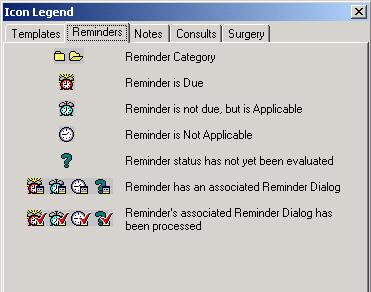 Icon Legend
Templates Reminders Notes Consults Surgery
Reminder Category
Reminder is Due
Reminder is not due, but is Applicable
Reminder is Not Applicable
Reminder status has not yet been evaluated
Reminder has an associated Reminder Dialog
Reminder's associated Reminder Dialog has
been processed